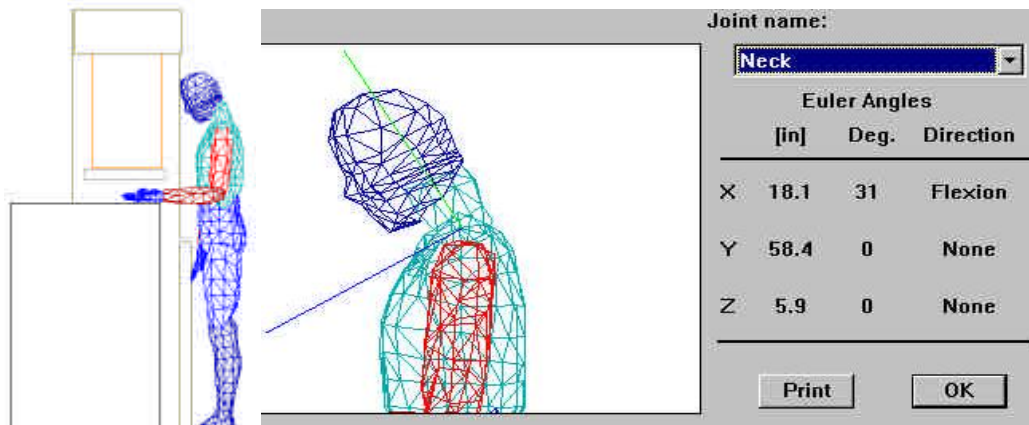 Joint name:
Neck
Euler Angles
[in] Deg. Direction
X 18.1 31 Flexion
Y 58.4 0 None
Z 5.9 0 None
Print OK